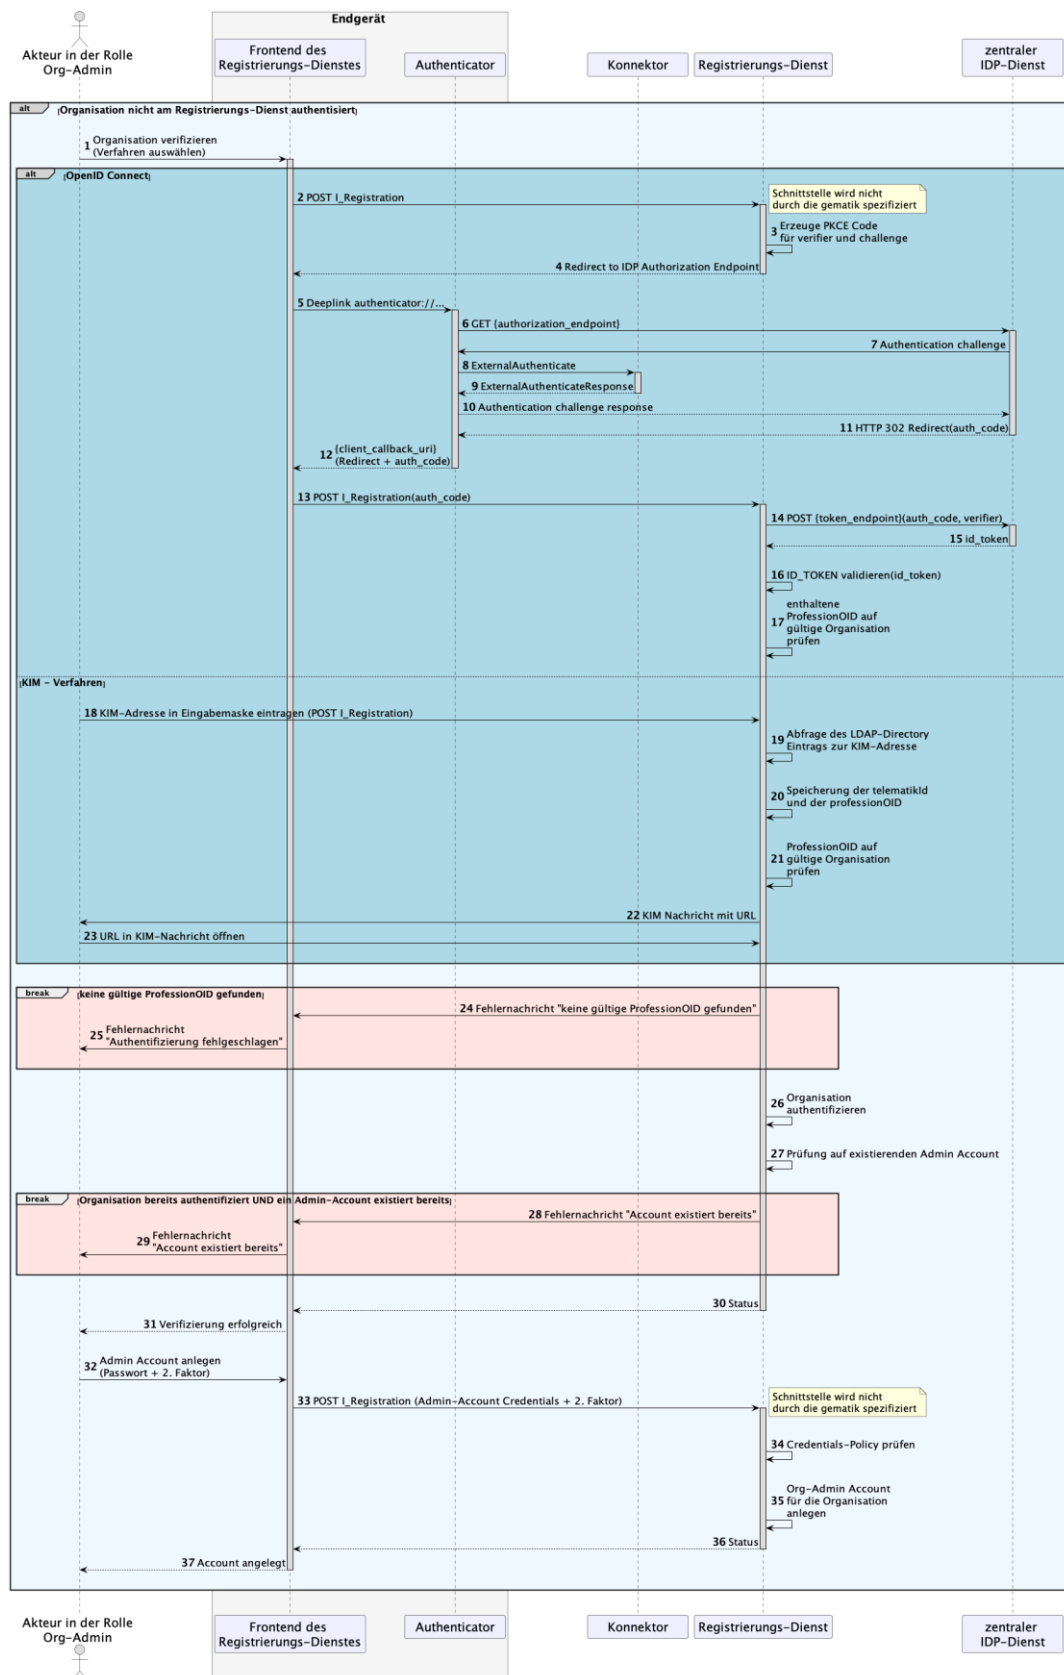 Endgerät
Akteur in der Rolle
Org-Admin
Frontend des
Registrierungs-Dienstes
Authenticator
Konnektor
Registrierungs-Dienst
zentraler
IDP-Dienst
alt [Organisation nicht am Registrierungs-Dienst authentisiert]
1 Organisation verifizieren
(Verfahren auswählen)
alt [OpenID Connect]
2 POST I_Registration
Schnittstelle wird nicht
durch die gematik spezifiziert
3 Erzeuge PKCE Code
für verifier und challenge
4 Redirect to IDP Authorization Endpoint
5 Deeplink authenticator://...
6 GET {authorization_endpoint}
7 Authentication challenge
8 ExternalAuthenticate
9 ExternalAuthenticateResponse
10 Authentication challenge response
11 HTTP 302 Redirect(auth_code)
12 {client_callback_uri}
(Redirect + auth_code)
13 POST I_Registration(auth_code)
14 POST {token_endpoint}(auth_code, verifier)
15 id_token
16 ID_TOKEN validieren(id_token)
17 enthaltene
ProfessionOID auf
gültige Organisation
prüfen
[KIM - Verfahren]
18 KIM-Adresse in Eingabemaske eintragen (POST I_Registration)
19 Abfrage des LDAP-Directory
Eintrags zur KIM-Adresse
20 Speicherung der telematikId
und der professionOID
21 ProfessionOID auf
gültige Organisation
prüfen
22 KIM Nachricht mit URL
23 URL in KIM-Nachricht öffnen
break [keine gültige ProfessionOID gefunden]
24 Fehlernachricht "keine gültige ProfessionOID gefunden"
25 Fehlernachricht
"Authentifizierung fehlgeschlagen"
26 Organisation
authentifizieren
27 Prüfung auf existierenden Admin Account
break [Organisation bereits authentifiziert UND ein Admin-Account existiert bereits]
28 Fehlernachricht "Account existiert bereits"
29 Fehlernachricht
"Account existiert bereits"
30 Status
31 Verifizierung erfolgreich
32 Admin Account anlegen
(Passwort + 2. Faktor)
33 POST I_Registration (Admin-Account Credentials + 2. Faktor)
Schnittstelle wird nicht
durch die gematik spezifiziert
34 Credentials-Policy prüfen
35 Org-Admin Account
für die Organisation
anlegen
36 Status
37 Account angelegt
Akteur in der Rolle
Org-Admin
Frontend des
Registrierungs-Dienstes
Authenticator
Konnektor
Registrierungs-Dienst
zentraler
IDP-Dienst